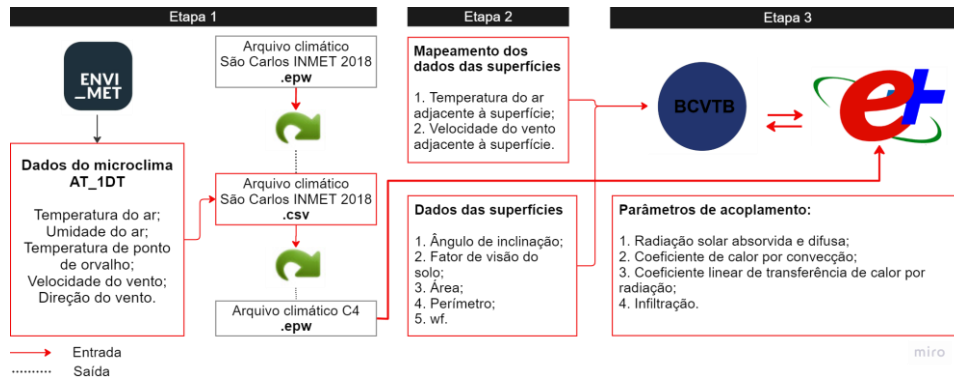 Etapa 1
ENVI
_MET
Dados do microclima
AT_1DT
Temperatura do ar;
Umidade do ar;
Temperatura de ponto
de orvalho;
Velocidade do vento;
Direção do vento.
Arquivo climático
São Carlos INMET 2018
.epw
Arquivo climático
São Carlos INMET 2018
.csv
Arquivo climático C4
.epw
Entrada
Saída
Etapa 2
Mapeamento dos
dados das superfícies
1. Temperatura do ar
adjacente à superfície;
2. Velocidade do vento
adjacente à superfície.
Dados das superfícies
1. Ângulo de inclinação;
2. Fator de visão do
solo;
3. Área;
4. Perímetro;
5. wf.
Etapa 3
BCVTB
e+
Parâmetros de acoplamento:
1. Radiação solar absorvida e difusa;
2. Coeficiente de calor por convecção;
3. Coeficiente linear de transferência de calor por
radiação;
4. Infiltração.
miro